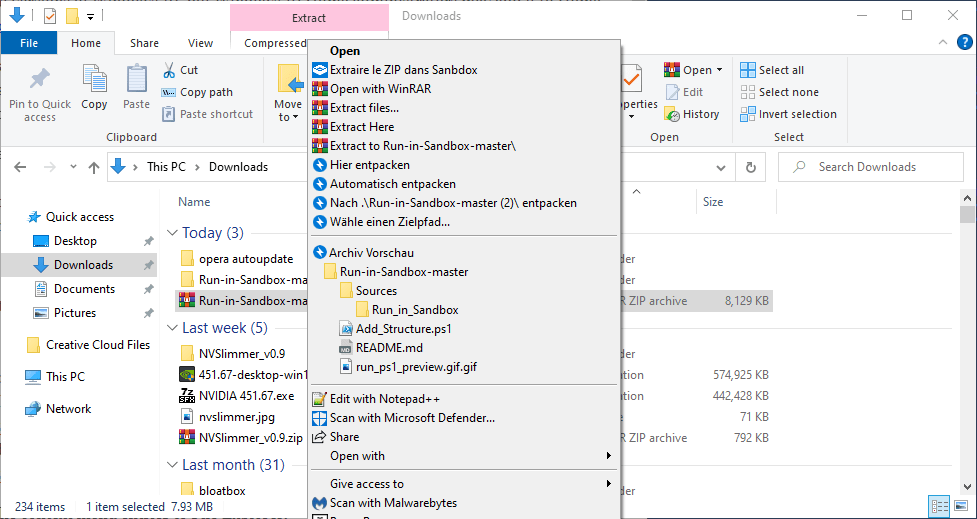 Extract
Downloads
File
Home
Share
View
Compressed
Pin to Quick
access
Copy
Paste
Cut
Copy path
Paste shortcut
Clipboard
Move
to
Open
Edit
History
Open
Select all
Select none
Invert selection
Select
This PC
Downloads
Search Downloads
Name
Size
Quick access
Desktop
Downloads
Documents
Pictures
Creative Cloud Files
This PC
Network
Today (3)
opera autoupdate
Run-in-Sandbox-ma
Run-in-Sandbox-ma
ZIP archive
8,129 KB
Last week (5)
NVSlimmer_v0.9
451.67-desktop-win1
574,925 KB
NVIDIA 451.67.exe
442,428 KB
nvslimmer.jpg
71 KB
NVSlimmer_v0.9.zip
R ZIP archive
792 KB
Last month (31)
bloatbox
Open
Extraire le ZIP dans Sanbdox
Open with WinRAR
Extract files...
Extract Here
Extract to Run-in-Sandbox-master\
Hier entpacken
Automatisch entpacken
Nach .\Run-in-Sandbox-master (2)\ entpacken
Wähle einen Zielpfad...
Archiv Vorschau
Run-in-Sandbox-master
Sources
Run_in_Sandbox
Add_Structure.ps1
README.md
run_ps1_preview.gif.gif
Edit with Notepad++
Scan with Microsoft Defender...
Share
Open with
Give access to
Scan with Malwarebytes
234 items
1 item selected 7.93 MB